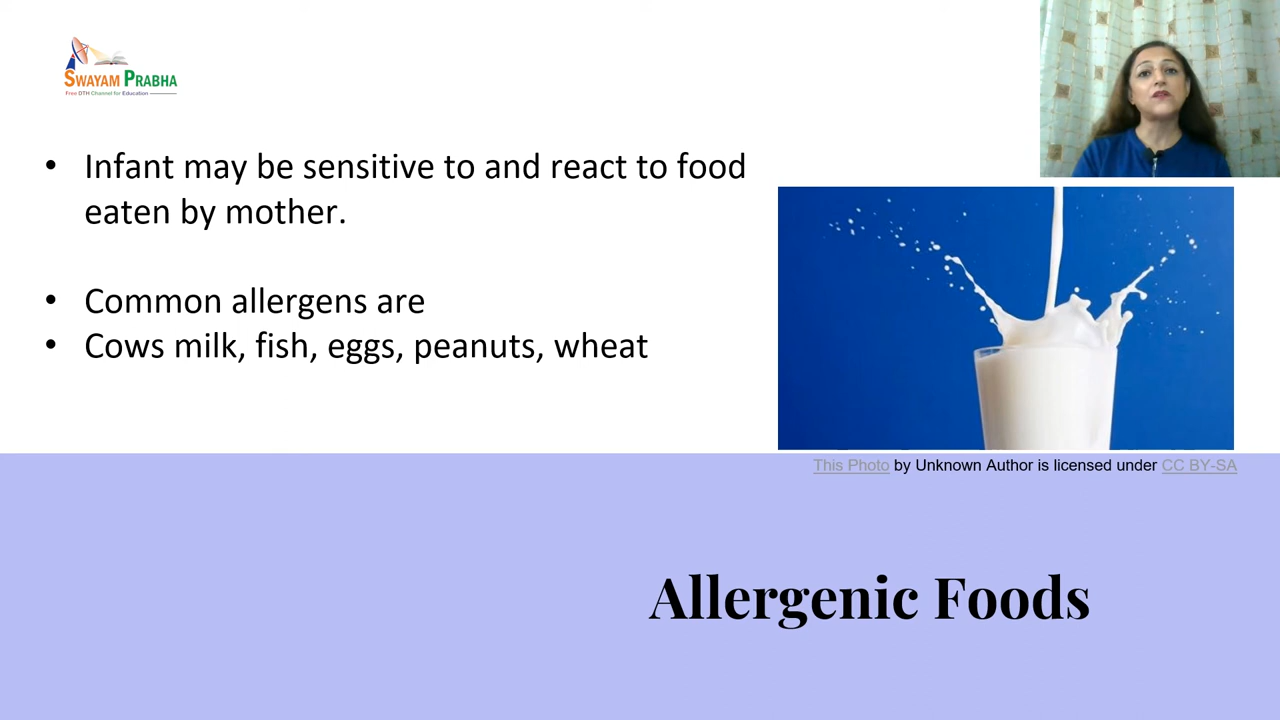 SWAYAM PRABHA
Free DTH Channel for Education
• Infant may be sensitive to and react to food
eaten by mother.
• Common allergens are
• Cows milk, fish, eggs, peanuts, wheat
This Photo by Unknown Author is licensed under CC BY-SA
Allergenic Foods